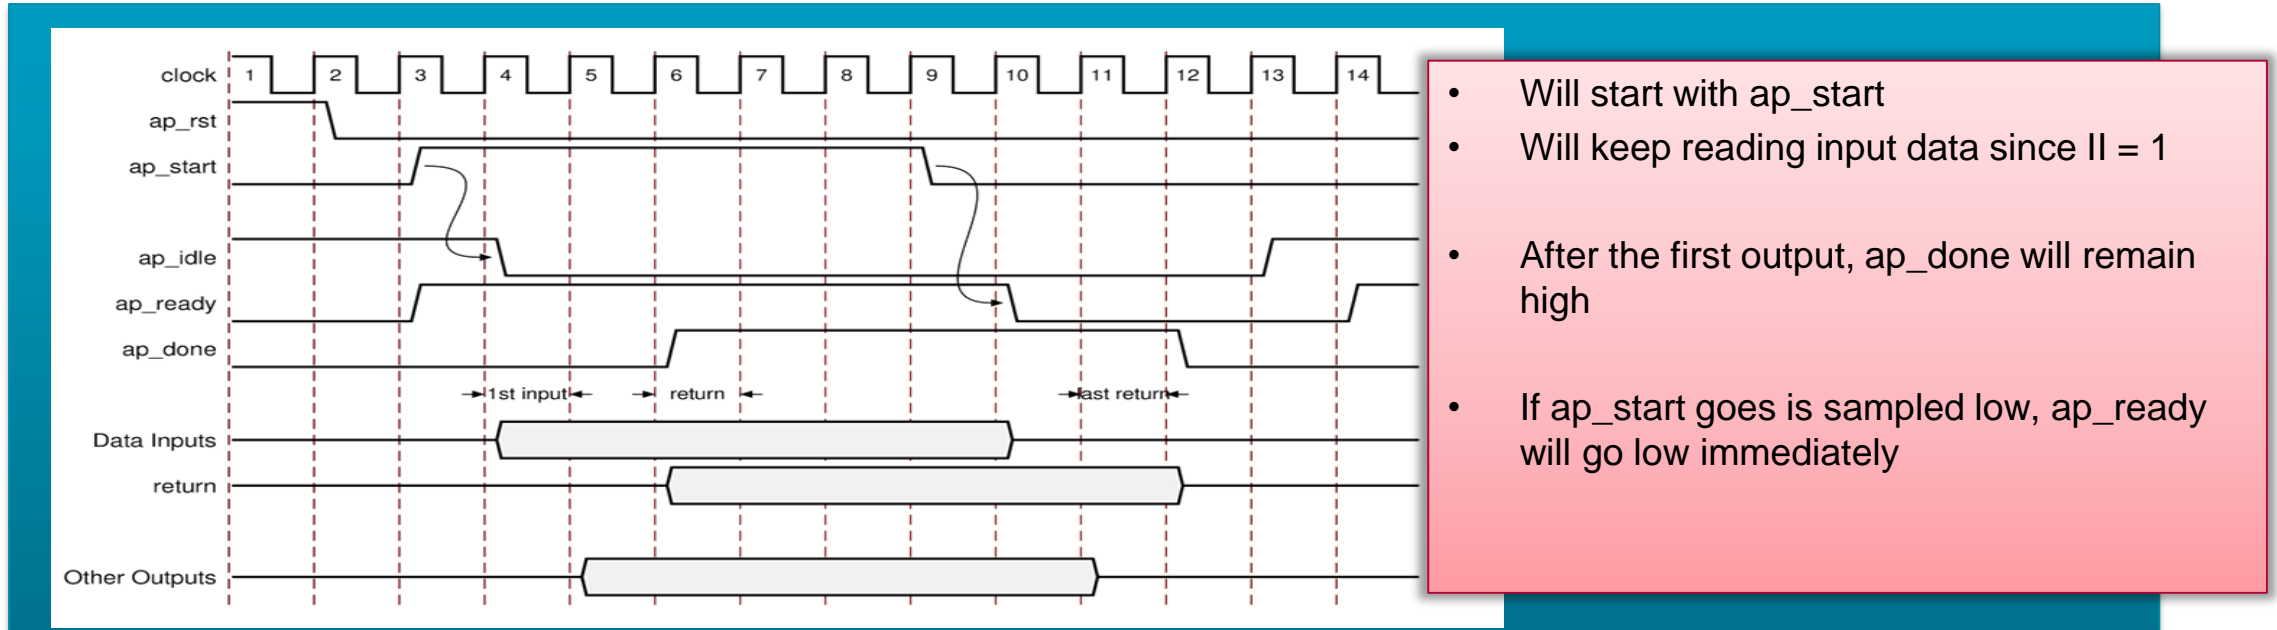 clock 1 2 3 4 5 6 7 8 9 10 11 12 13 14
ap_rst
ap_start
ap_idle
ap_ready
ap_done
1st input return last return
Data Inputs
return
Other Outputs
• Will start with ap_start
• Will keep reading input data since II = 1
• After the first output, ap_done will remain
high
• If ap_start goes is sampled low, ap_ready
will go low immediately